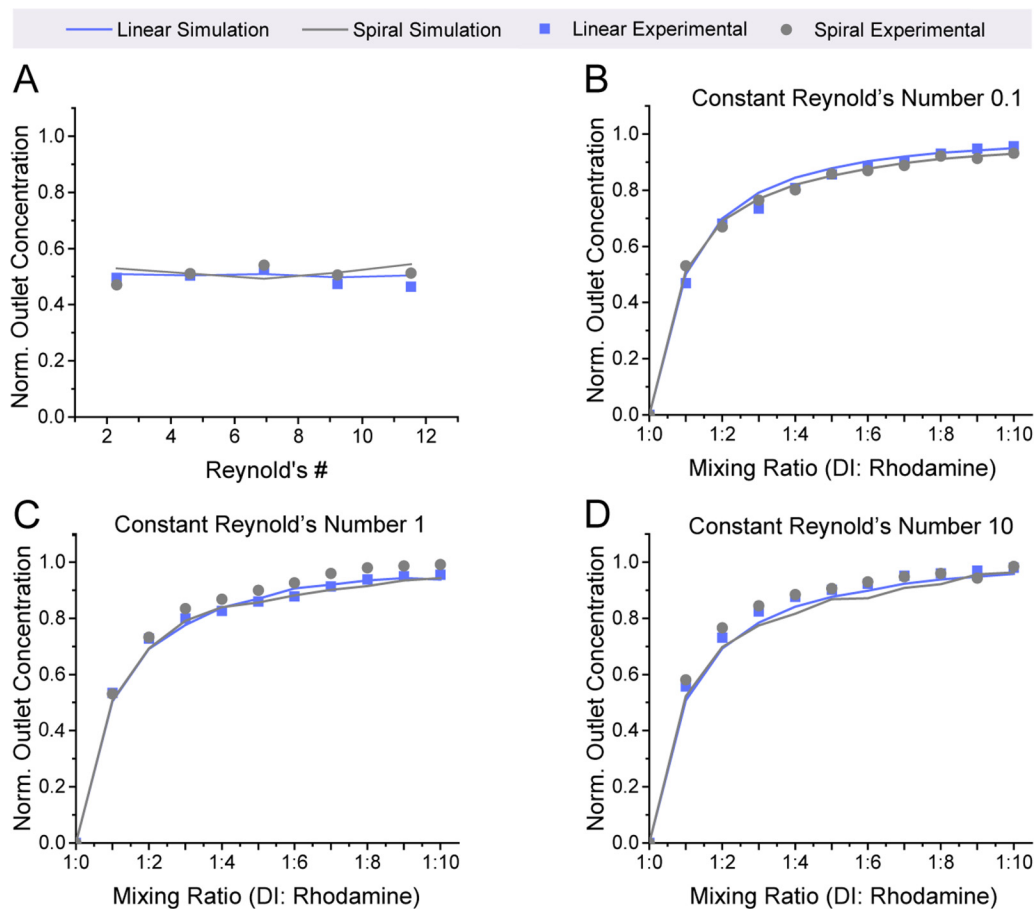 Linear Simulation Spiral Simulation Linear Experimental Spiral Experimental
A
Norm. Outlet Concentration
1.0
0.8
0.6
0.4
0.2
0.0
2 4 6 8 10 12
Reynold's #
B
Constant Reynold's Number 0.1
Norm. Outlet Concentration
1.0
0.8
0.6
0.4
0.2
0.0
1:0 1:2 1:4 1:6 1:8 1:10
Mixing Ratio (DI: Rhodamine)
C
Constant Reynold's Number 1
Norm. Outlet Concentration
1.0
0.8
0.6
0.4
0.2
0.0
1:0 1:2 1:4 1:6 1:8 1:10
Mixing Ratio (DI: Rhodamine)
D
Constant Reynold's Number 10
Norm. Outlet Concentration
1.0
0.8
0.6
0.4
0.2
0.0
1:0 1:2 1:4 1:6 1:8 1:10
Mixing Ratio (DI: Rhodamine)